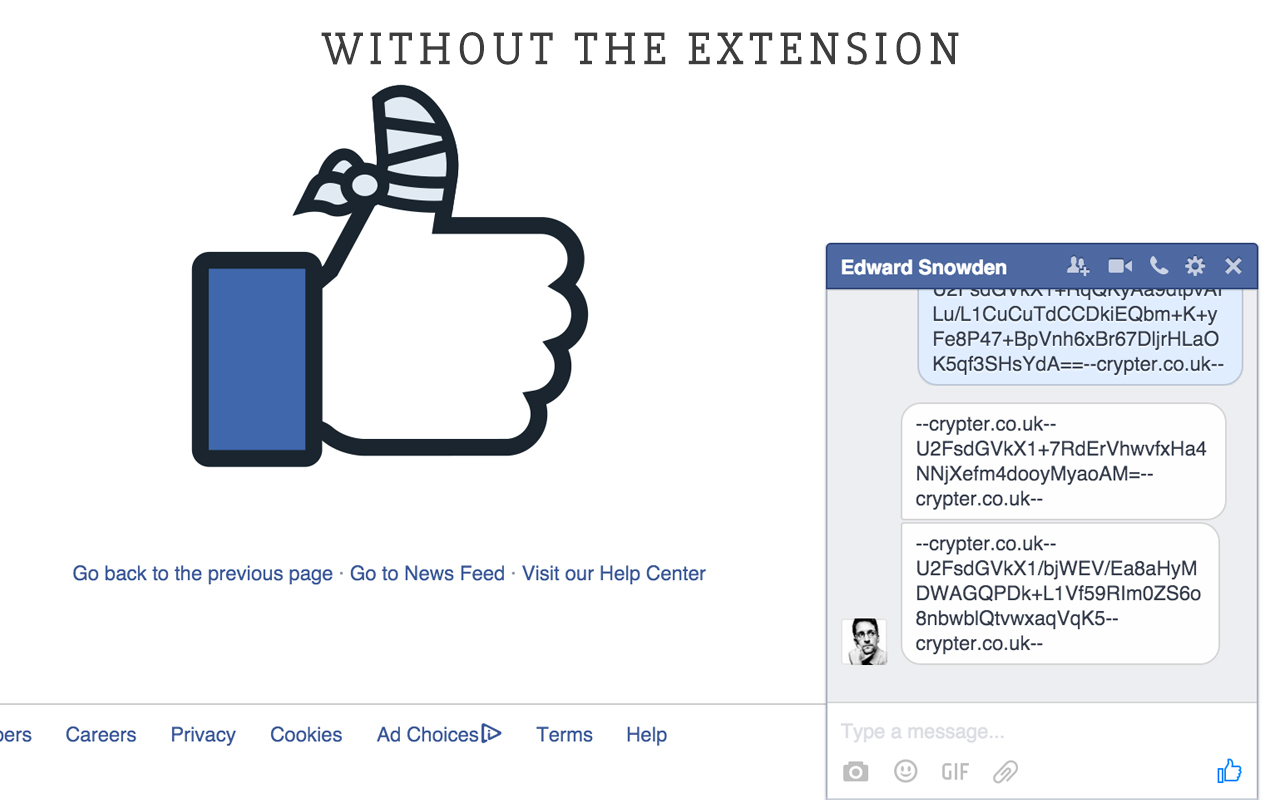 WITHOUT THE EXTENSION
Edward Snowden
Lu/L1CuCuTdCCDkiEQbm+K+y
Fe8P47+BpVnh6xBr67DljrHLaO
K5qf3SHsYdA==--crypter.co.uk--
--crypter.co.uk--
U2FsdGVkX1+7RdErVhwvfxHa4
NNjXefm4dooyMyaoAM=--
crypter.co.uk--
--crypter.co.uk--
U2FsdGVkX1/bjWEV/Ea8aHyM
DWAGQPDk+L1Vf59RIm0ZS6o
8nbwblQtvwxaqVqK5--
crypter.co.uk--
Go back to the previous page · Go to News Feed · Visit our Help Center
pers Careers Privacy Cookies Ad Choices Terms Help
Type a message...
GIF